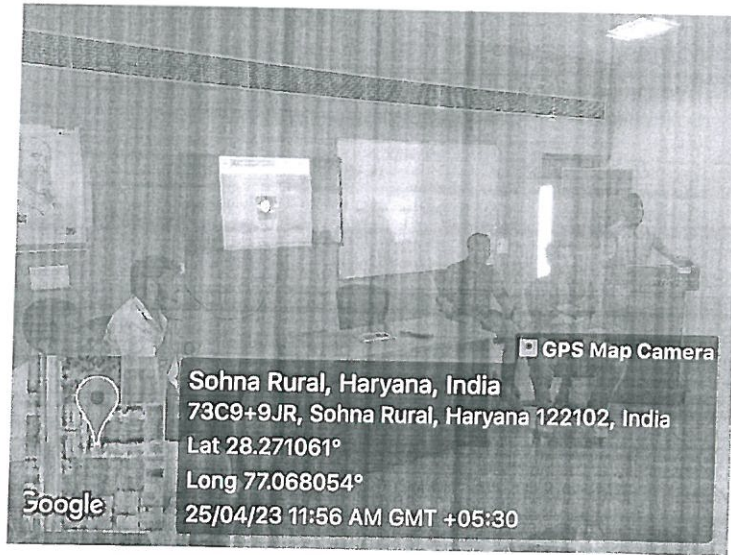 GPS Map Camera
Sohna Rural, Haryana, India
73C9+9JR, Sohna Rural, Haryana 122102, India
Lat 28.271061°
Long 77.068054°
25/04/23 11:56 AM GMT +05:30
Google